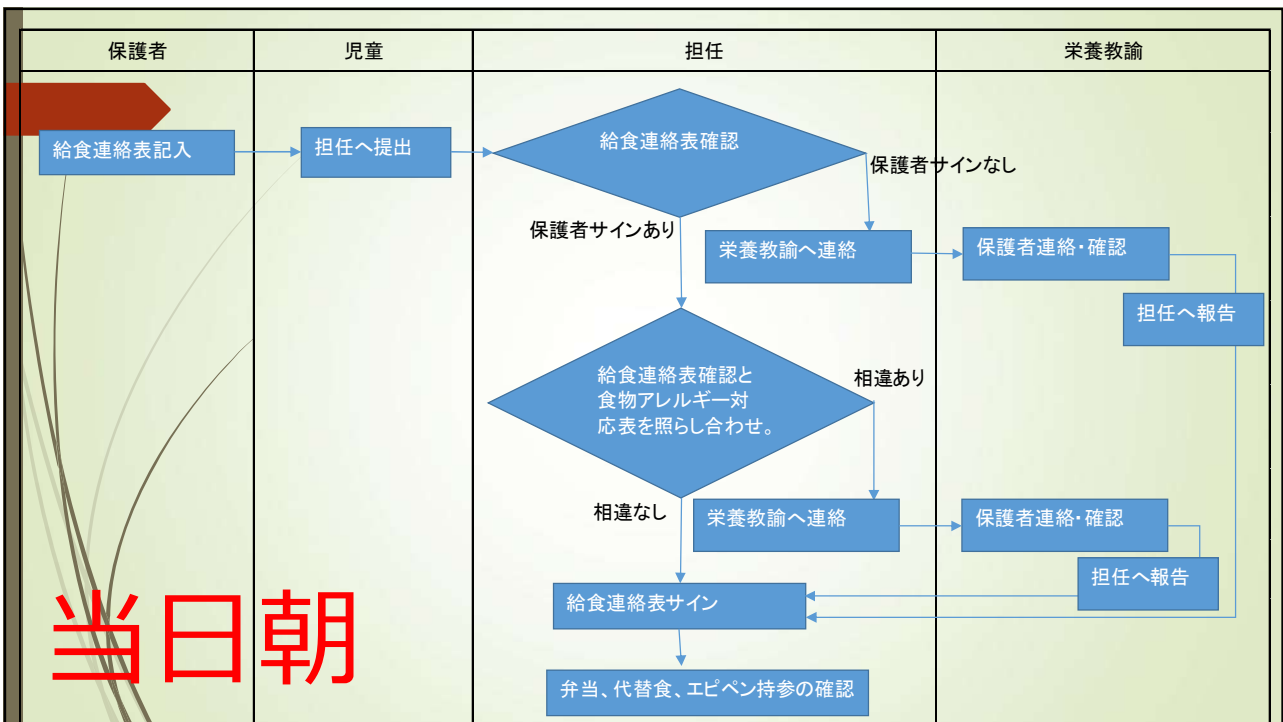 保護者
児童
担任
栄養教諭
給食連絡表記入
担任へ提出
給食連絡表確認
保護者サインなし
保護者サインあり
栄養教諭へ連絡
保護者連絡・確認
担任へ報告
給食連絡表確認と
食物アレルギー対
応表を照らし合わせ。
相違あり
相違なし
栄養教諭へ連絡
保護者連絡・確認
担任へ報告
給食連絡表サイン
弁当、代替食、エピペン持参の確認
当日朝